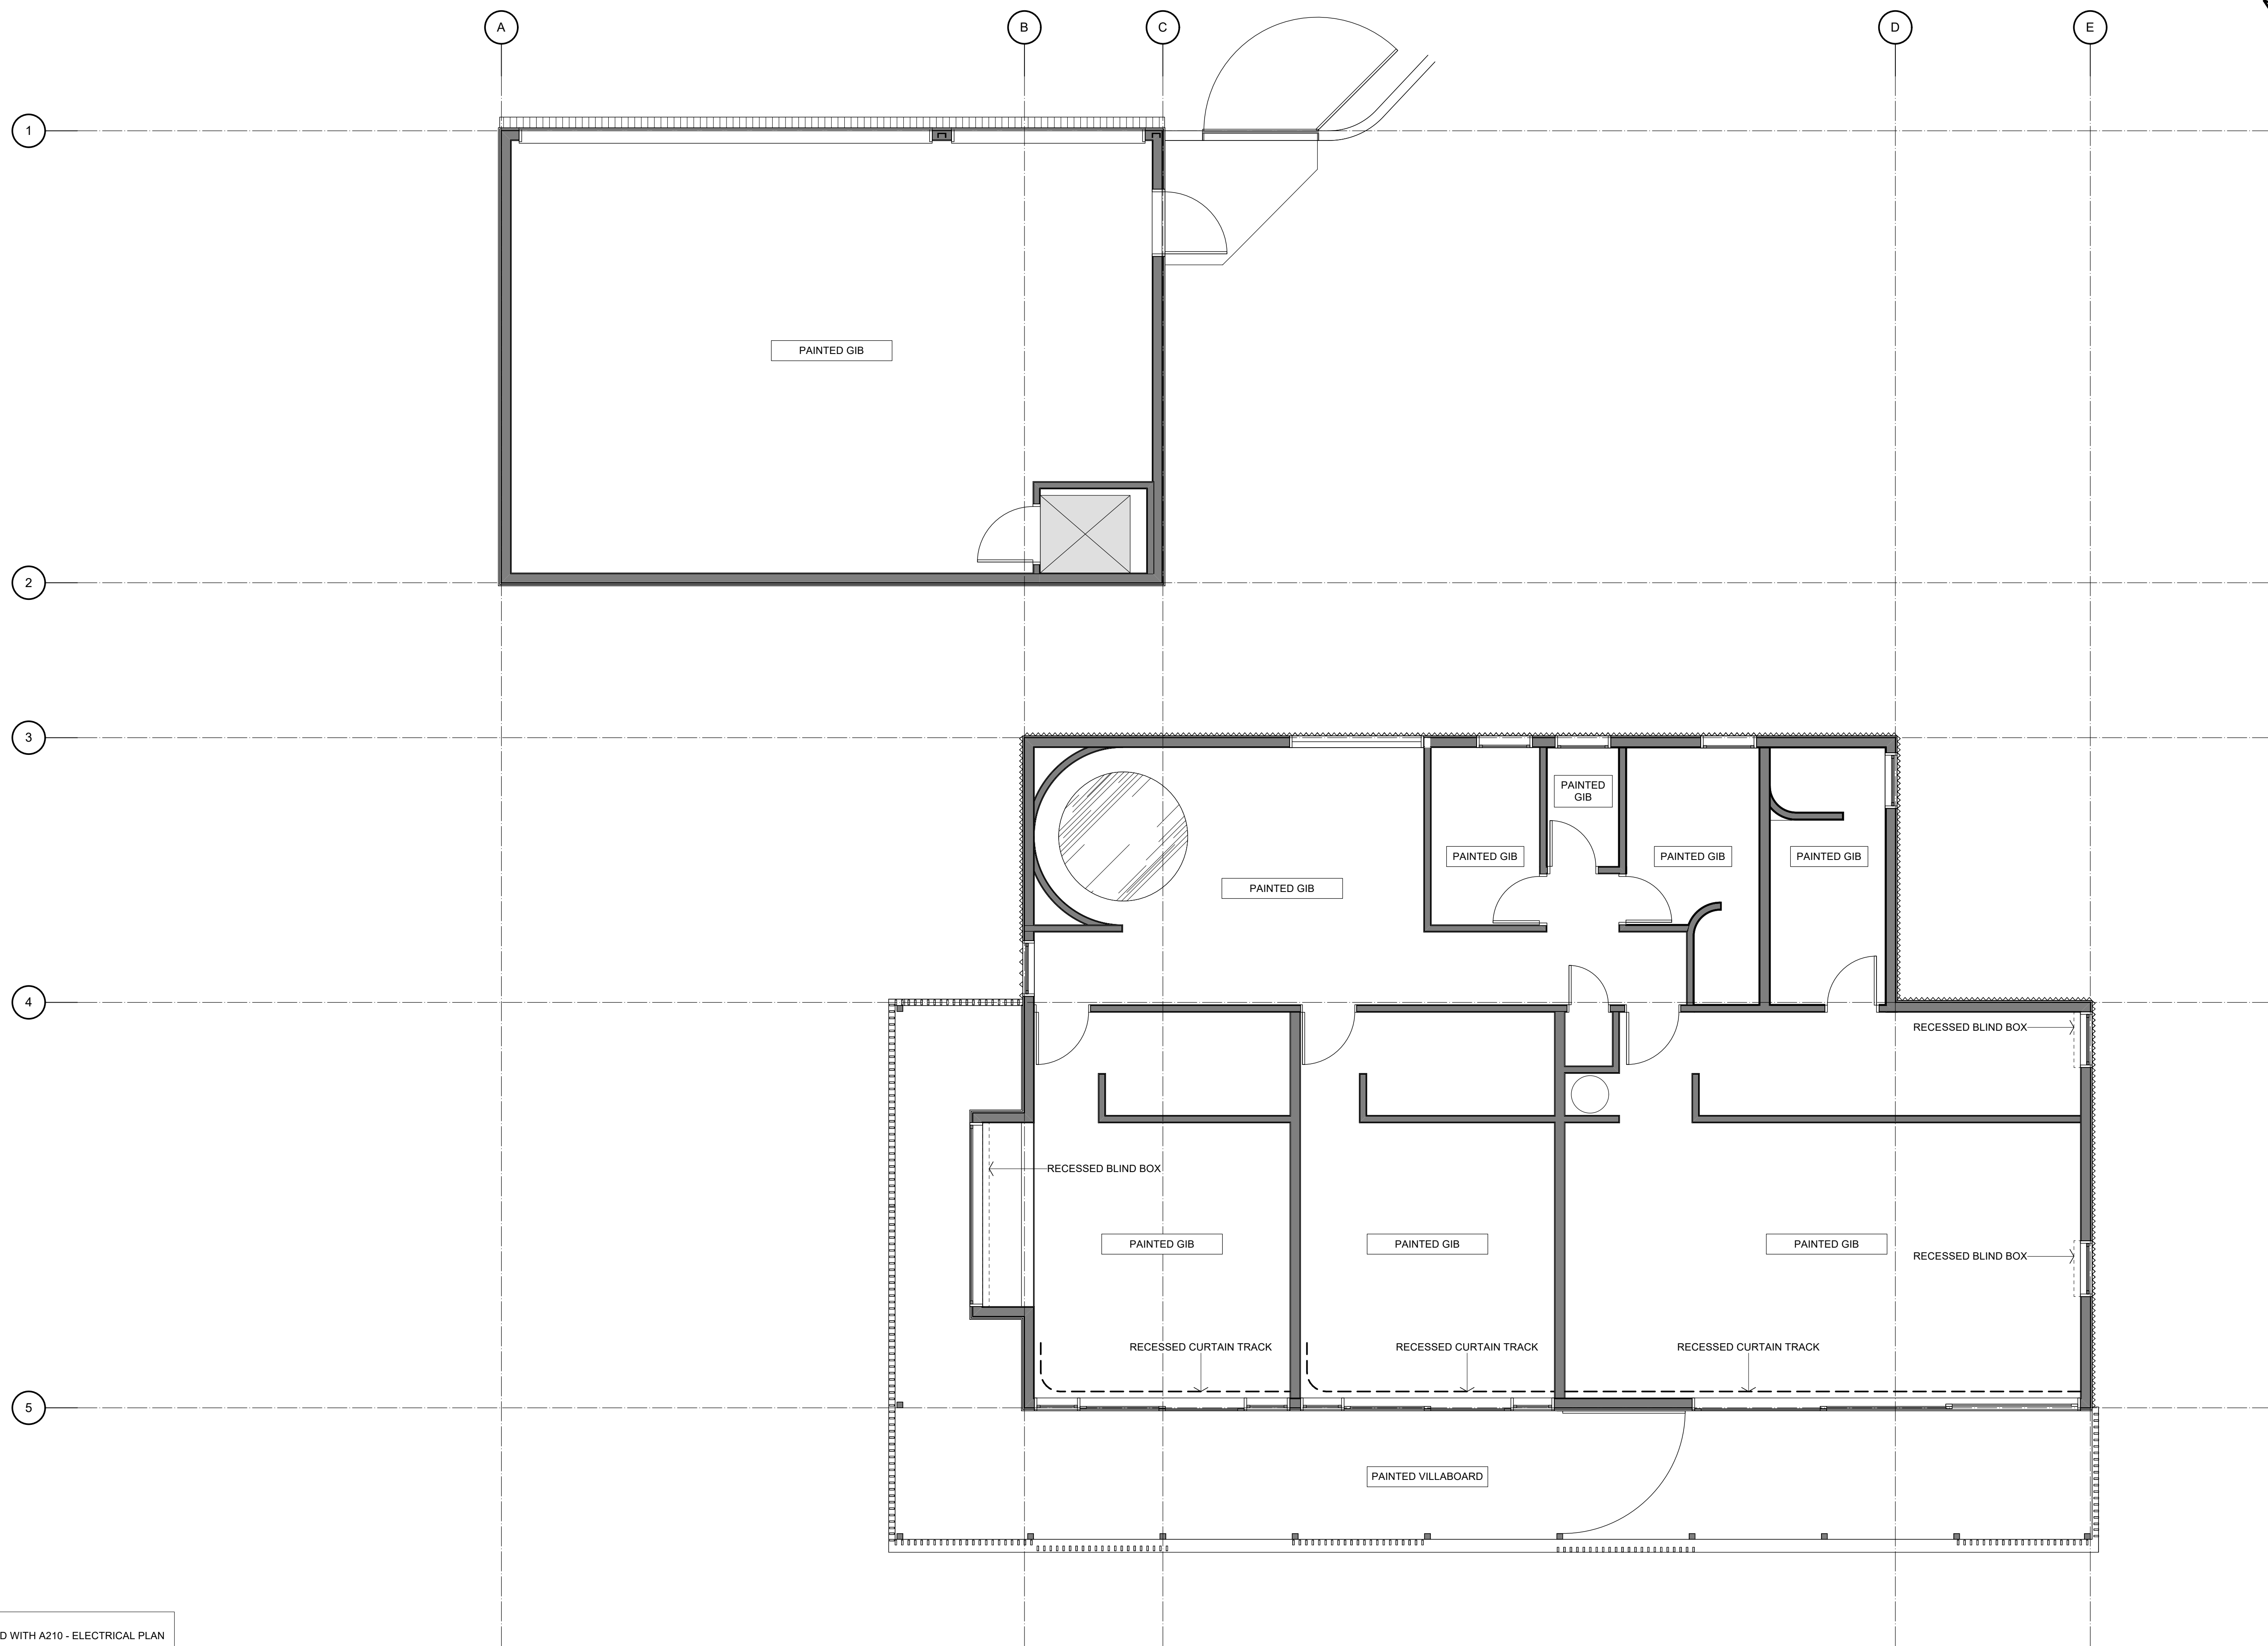 A
B
C
D
E
1
PAINTED GIB
2
3
PAINTED
GIB
PAINTED GIB
PAINTED GIB
PAINTED GIB
PAINTED GIB
4
RECESSED BLIND BOX
RECESSED BLIND BOX
PAINTED GIB
PAINTED GIB
PAINTED GIB
RECESSED BLIND BOX
RECESSED CURTAIN TRACK
RECESSED CURTAIN TRACK
RECESSED CURTAIN TRACK
5
PAINTED VILLABOARD
D WITH A210 - ELECTRICAL PLAN